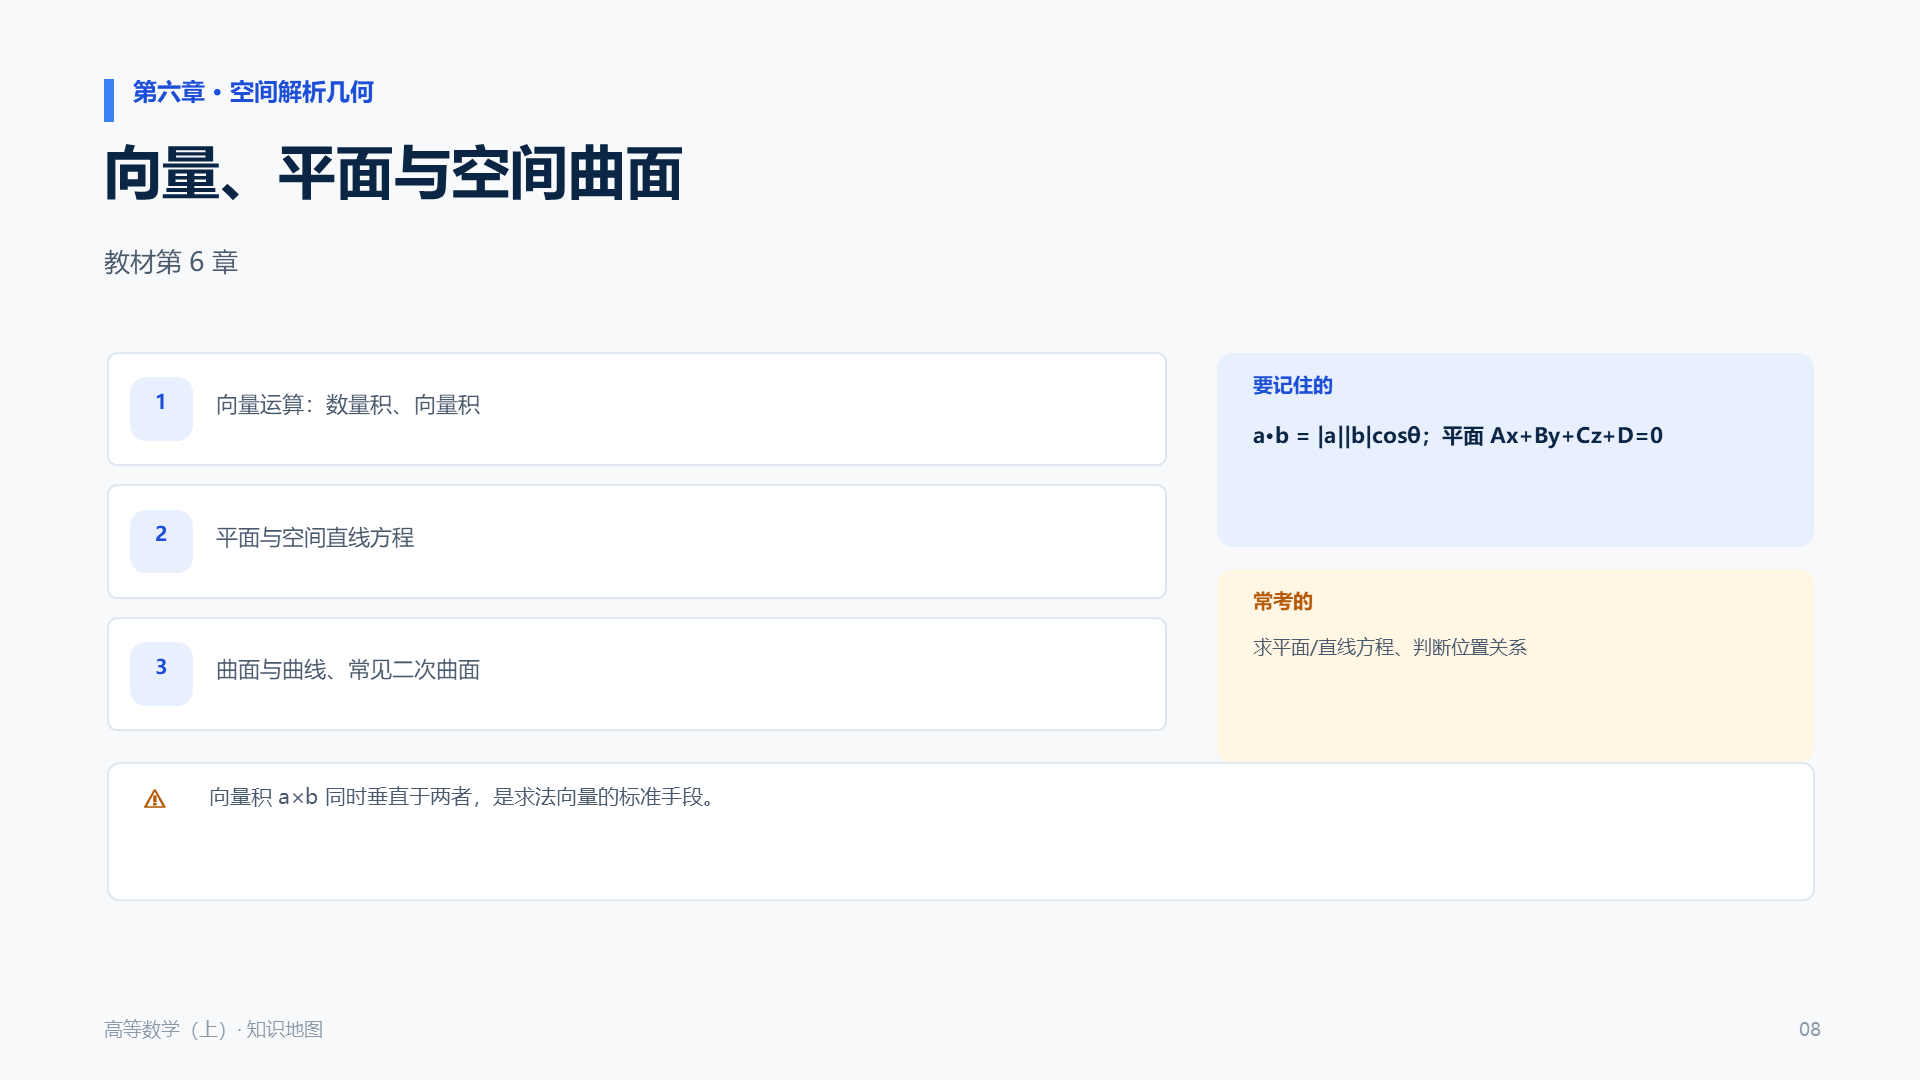 第六章 · 空间解析几何
向量、平面与空间曲面
教材第 6 章
1
向量运算：数量积、向量积
2
平面与空间直线方程
3
曲面与曲线、常见二次曲面
要记住的
a·b = |a||b|cosθ；平面 Ax+By+Cz+D=0
常考的
求平面/直线方程、判断位置关系
⚠ 向量积 a×b 同时垂直于两者，是求法向量的标准手段。
高等数学（上）· 知识地图
08